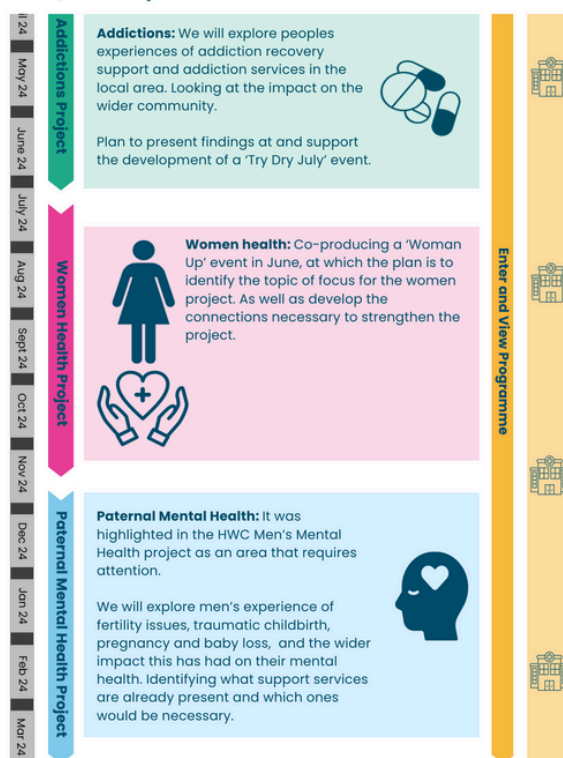 il 24
May 24
June 24
July 24
Aug 24
Sept 24
Oct 24
Nov 24
Dec 24
Jan 24
Feb 24
Mar 24
Addictions Project
Addictions: We will explore peoples
experiences of addiction recovery
support and addiction services in the
local area. Looking at the impact on the
wider community.
Plan to present findings at and support
the development of a ‘Try Dry July’ event.
Women Health Project
Women health: Co-producing a ‘Woman
Up’ event in June, at which the plan is to
identify the topic of focus for the women
project. As well as develop the
connections necessary to strengthen the
project.
Paternal Mental Health Project
Paternal Mental Health: It was
highlighted in the HWC Men’s Mental
Health project as an area that requires
attention.
We will explore men’s experience of
fertility issues, traumatic childbirth,
pregnancy and baby loss, and the wider
impact this has had on their mental
health. Identifying what support services
are already present and which ones
would be necessary.
Enter and View Programme